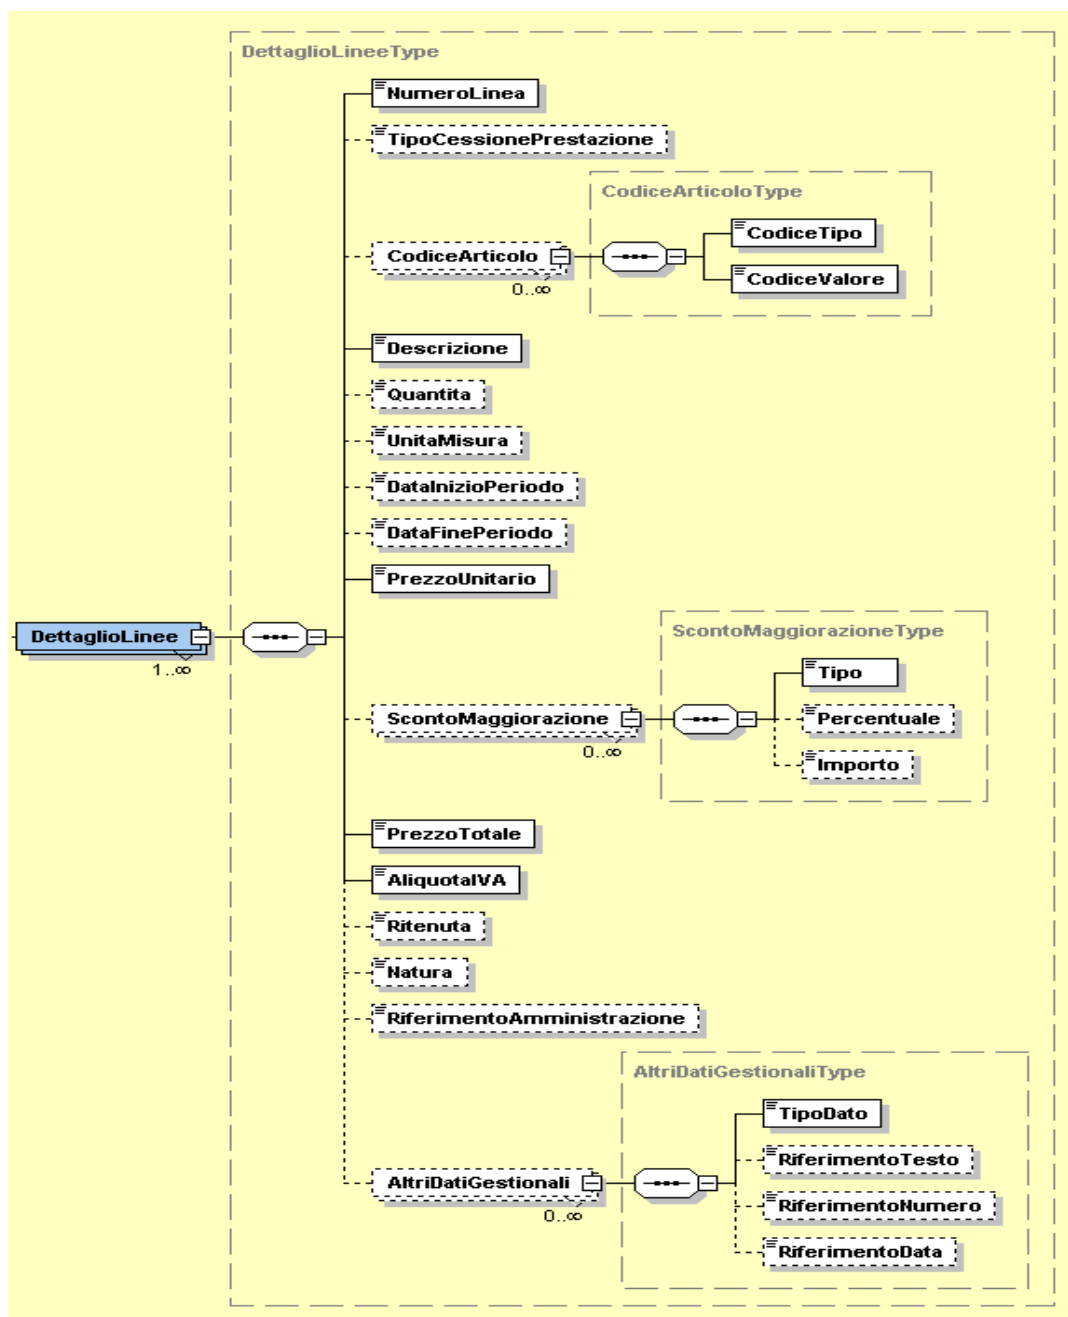 DettaglioLineeType
NumeroLinea
TipoCessionePrestazione
CodiceArticoloType
CodiceTipo
CodiceArticolo
CodiceValore
0..∞
Descrizione
Quantita
UnitaMisura
DataInizioPeriodo
DataFinePeriodo
PrezzoUnitario
DettaglioLinee
1..∞
ScontoMaggiorazioneType
Tipo
ScontoMaggiorazione
Percentuale
0..∞
Importo
PrezzoTotale
AliquotaIVA
Ritenuta
Natura
RiferimentoAmministrazione
AltriDatiGestionaliType
TipoDato
RiferimentoTesto
AltriDatiGestionali
0..∞
RiferimentoNumero
RiferimentoData